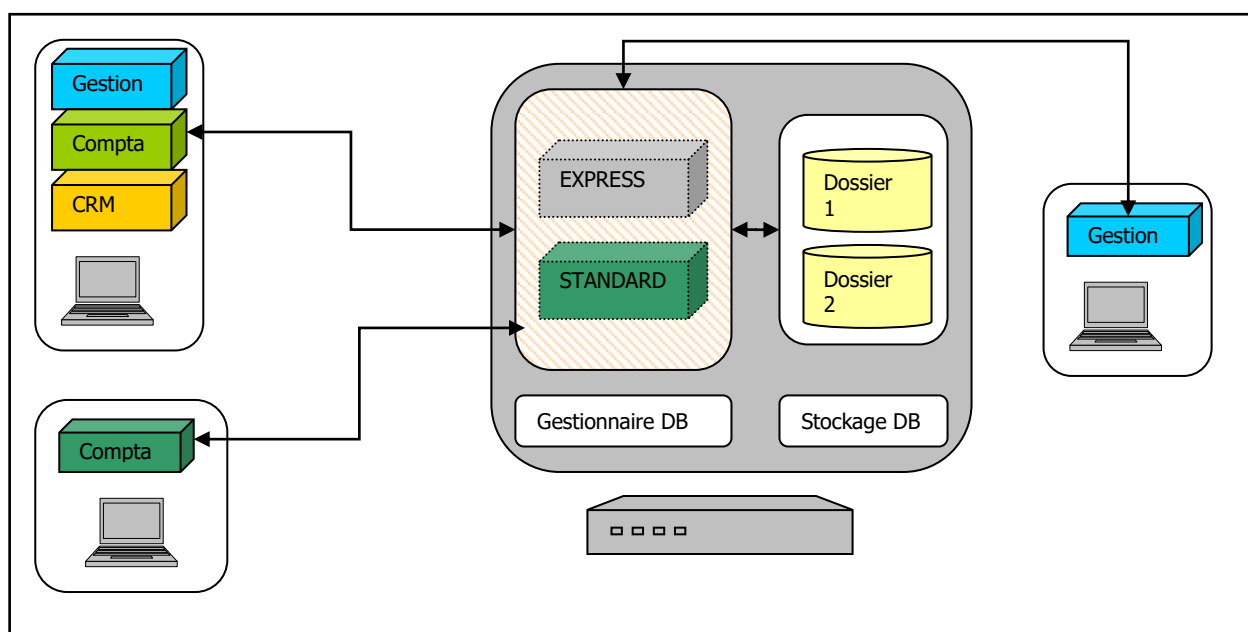 Gestion
Compta
CRM
Compta
EXPRESS
STANDARD
Gestionnaire DB
Dossier
1
Dossier
2
Stockage DB
Gestion